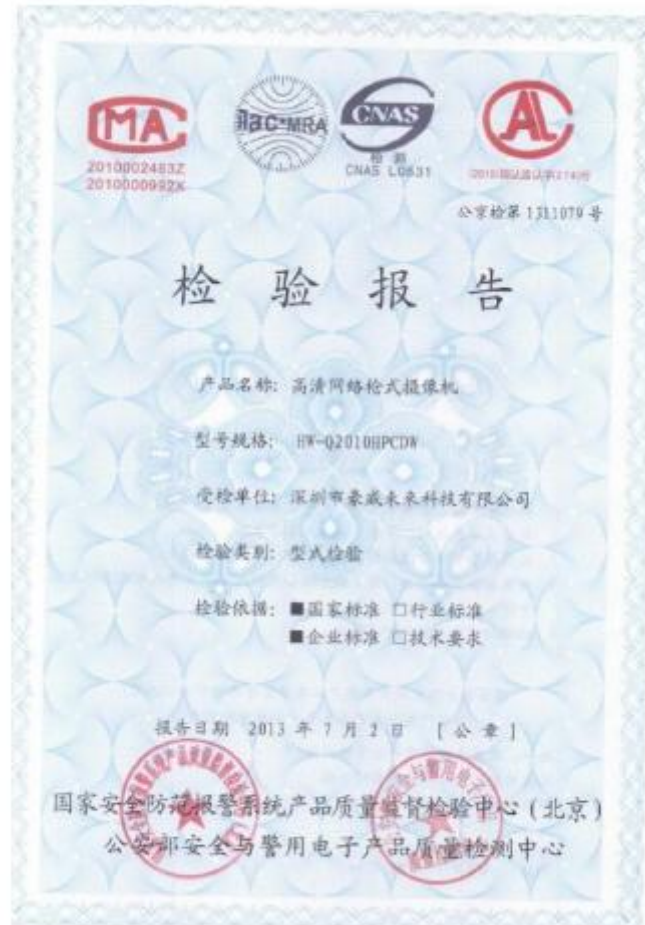 MA
ilac-MRA
CNAS
AL
2010002483Z
2010000992X
检 测
CNAS L0831
公京检第 1311079 号
检 验 报 告
产品名称: 高清网络枪式摄像机
型号规格: HW-Q2010HPCDW
受检单位: 深圳市豪威未来科技有限公司
检验类别: 型式检验
检验依据: ■国家标准 □行业标准
■企业标准 □技术要求
报告日期 2013 年 7 月 2 日 [公 章]
国家安全防范报警系统产品质量监督检验中心(北京)
公安部安全与警用电子产品质量检测中心